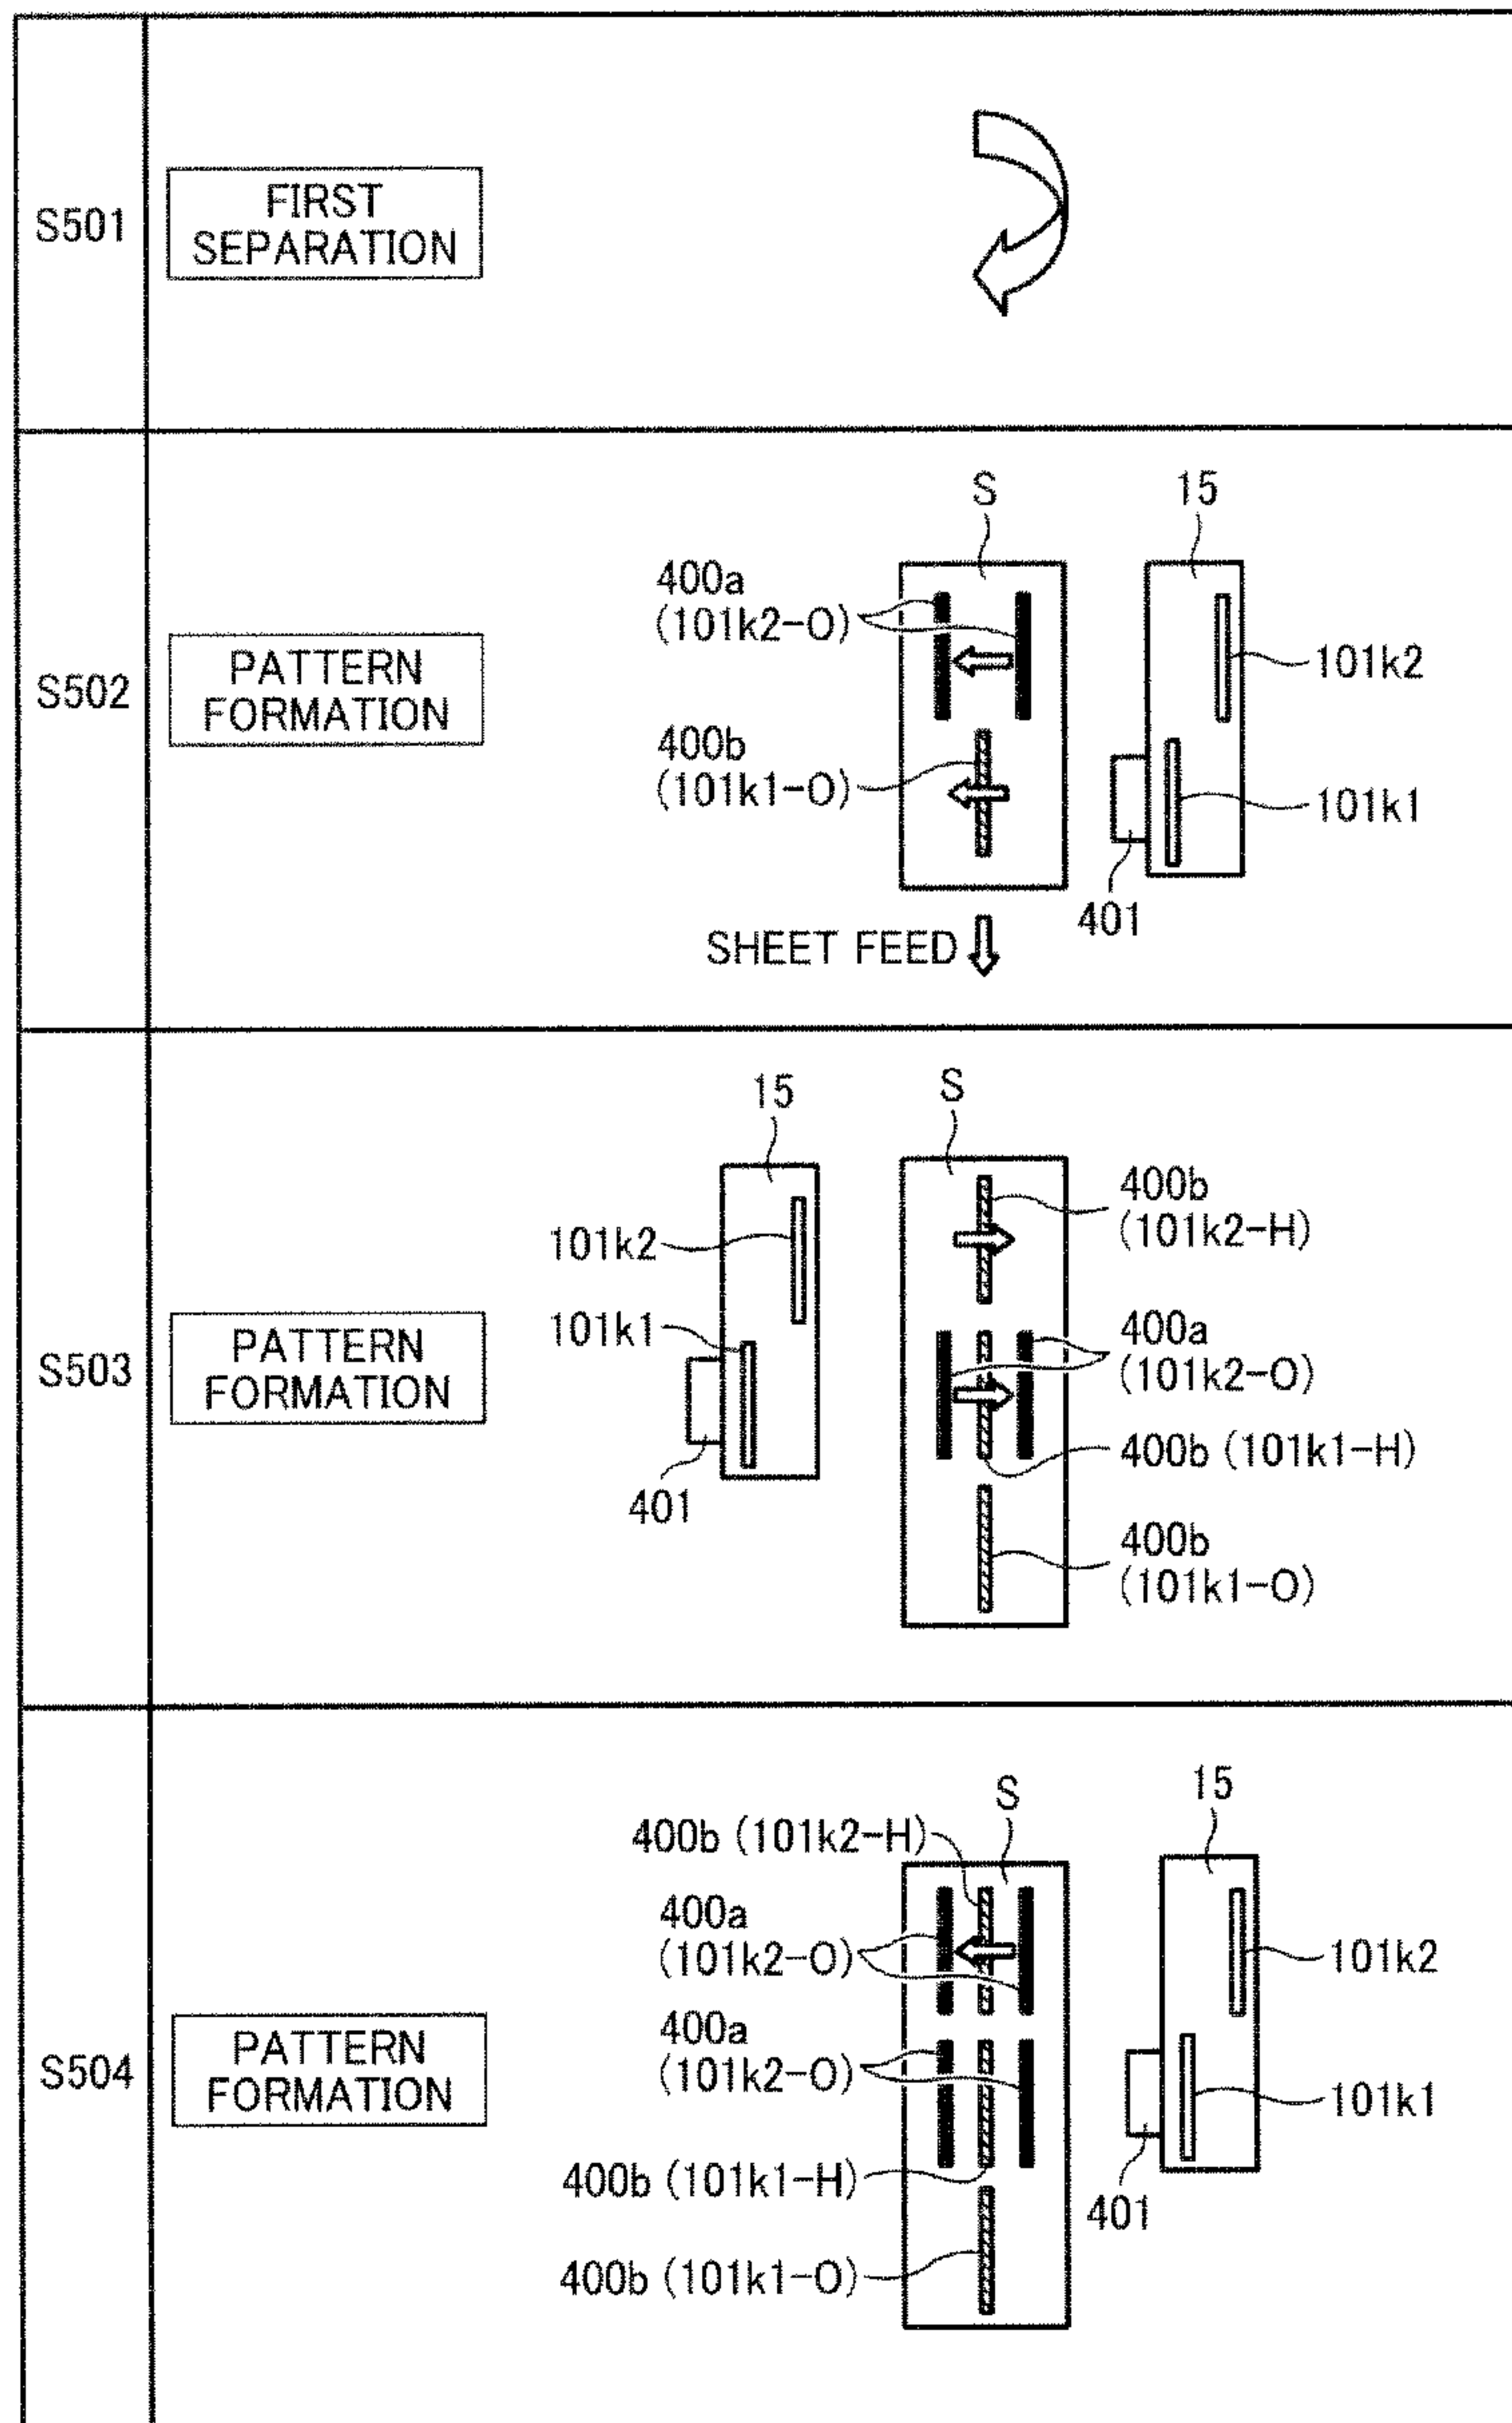 S501
FIRST
SEPARATION
S502
PATTERN
FORMATION
S
15
400a
(101k2-O)
400b
(101k1-O)
101k2
101k1
401
SHEET FEED
S503
PATTERN
FORMATION
15
S
101k2
101k1
401
400b
(101k2-H)
400a
(101k2-O)
400b (101k1-H)
400b
(101k1-O)
S504
PATTERN
FORMATION
S
15
400b (101k2-H)
400a
(101k2-O)
400a
(101k2-O)
400b (101k1-H)
400b (101k1-O)
101k2
101k1
401